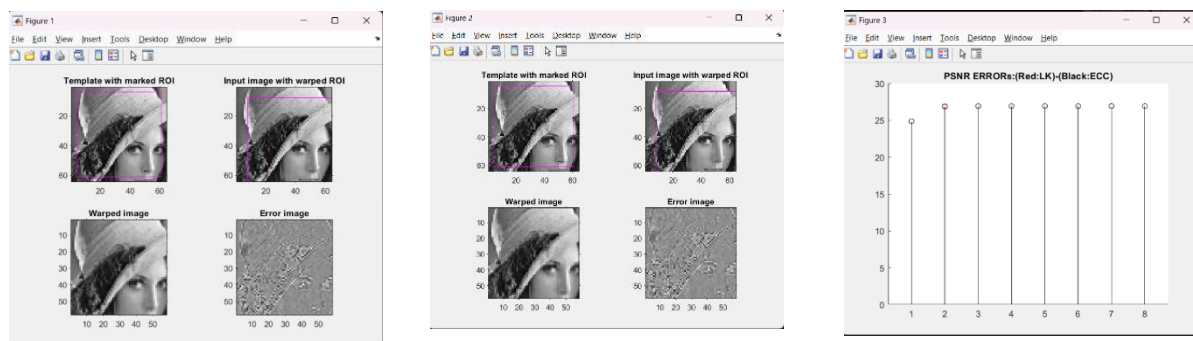 Figure 1
File Edit View Insert Tools Desktop Window Help
Template with marked ROI
Input image with warped ROI
20
40
60
20 40 60
20
40
60
20 40 60
Warped image
Error image
10
20
30
40
50
10 20 30 40 50
10
20
30
40
50
10 20 30 40 50
Figure 2
File Edit View Insert Tools Desktop Window Help
Template with marked ROI
Input image with warped ROI
20
40
60
20 40 60
20
40
60
20 40 60
Warped image
Error image
10
20
30
40
50
10 20 30 40 50
10
20
30
40
50
10 20 30 40 50
Figure 3
File Edit View Insert Tools Desktop Window Help
PSNR ERRORs:(Red:LK)-(Black:ECC)
30
25
20
15
10
5
0
1 2 3 4 5 6 7 8